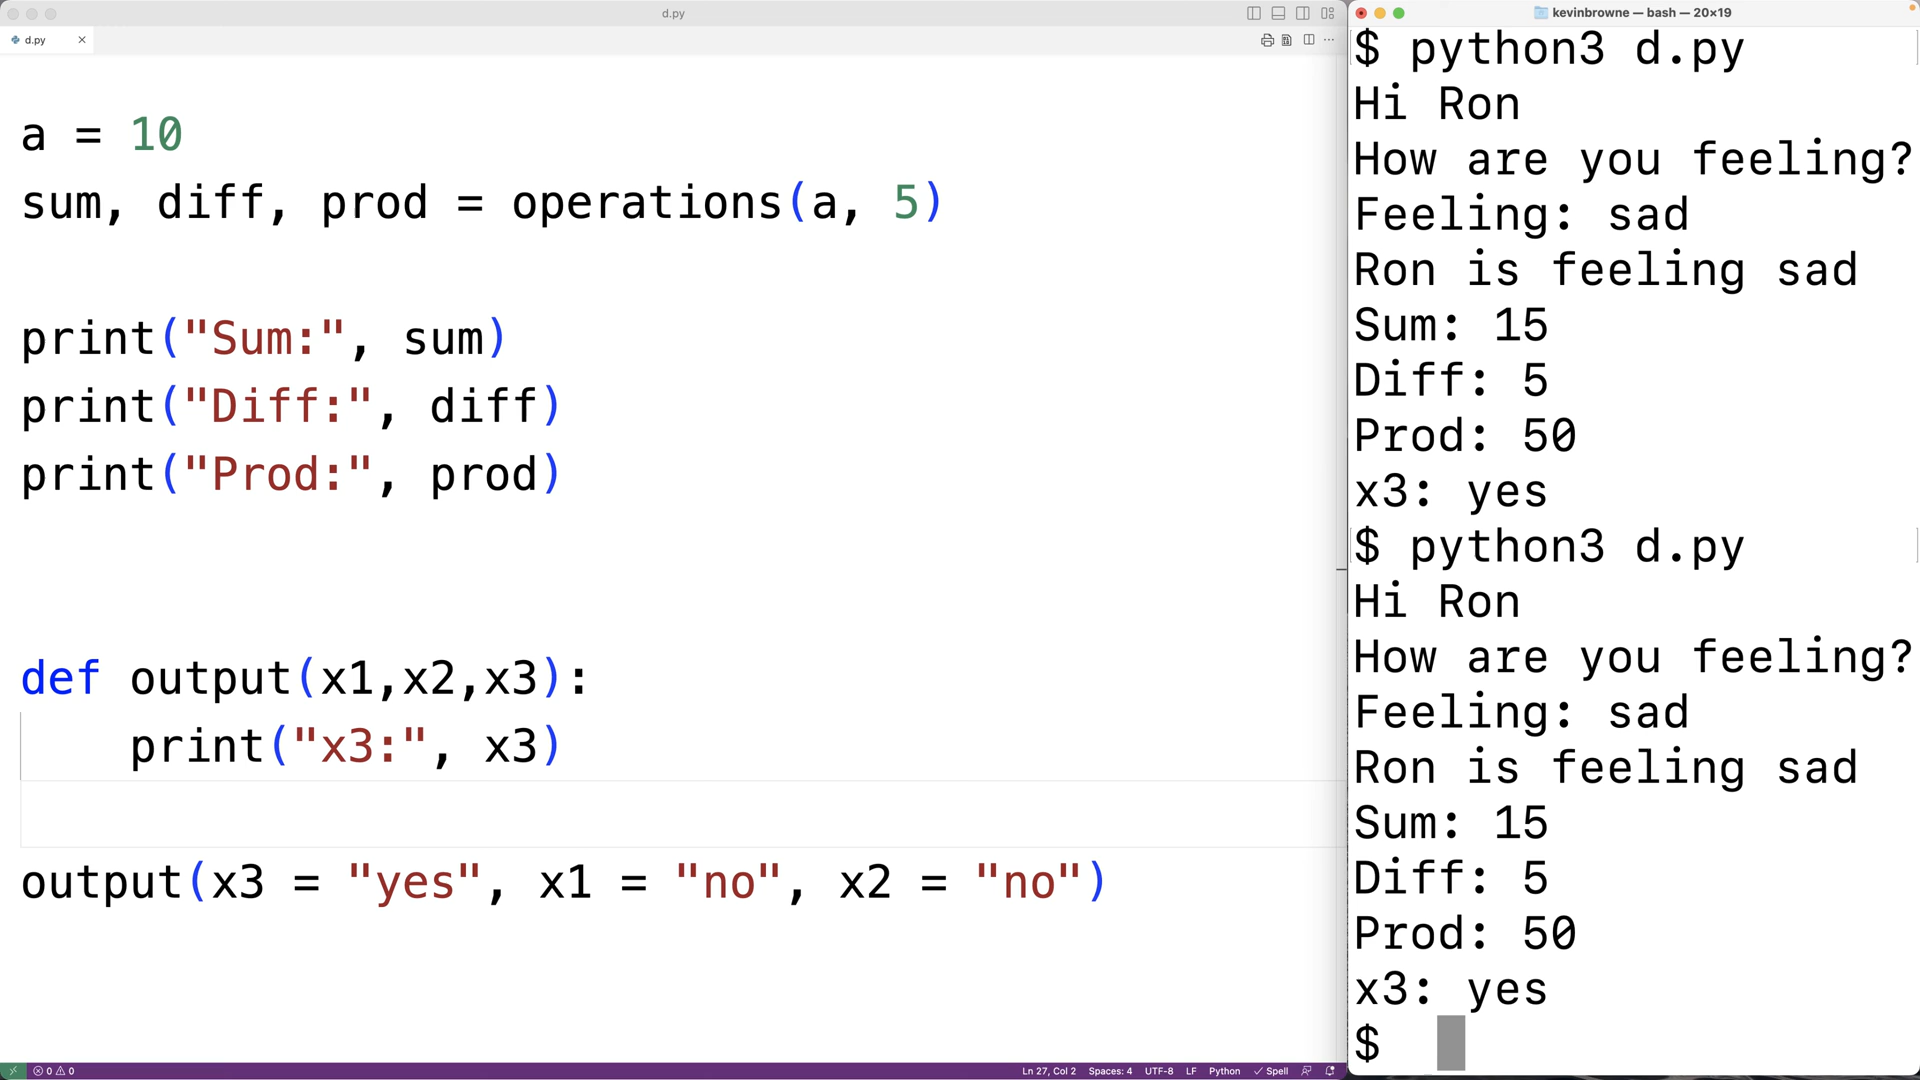 d.py
d.py
a = 10
sum, diff, prod = operations(a, 5)
print("Sum:", sum)
print("Diff:", diff)
print("Prod:", prod)
def output(x1,x2,x3):
print("x3:", x3)
output(x3 = "yes", x1 = "no", x2 = "no")
0 0
Ln 27, Col 2 Spaces: 4 UTF-8 LF Python Spell
kevinbrowne — bash — 20×19
$ python3 d.py
Hi Ron
How are you feeling?
Feeling: sad
Ron is feeling sad
Sum: 15
Diff: 5
Prod: 50
x3: yes
$ python3 d.py
Hi Ron
How are you feeling?
Feeling: sad
Ron is feeling sad
Sum: 15
Diff: 5
Prod: 50
x3: yes
$